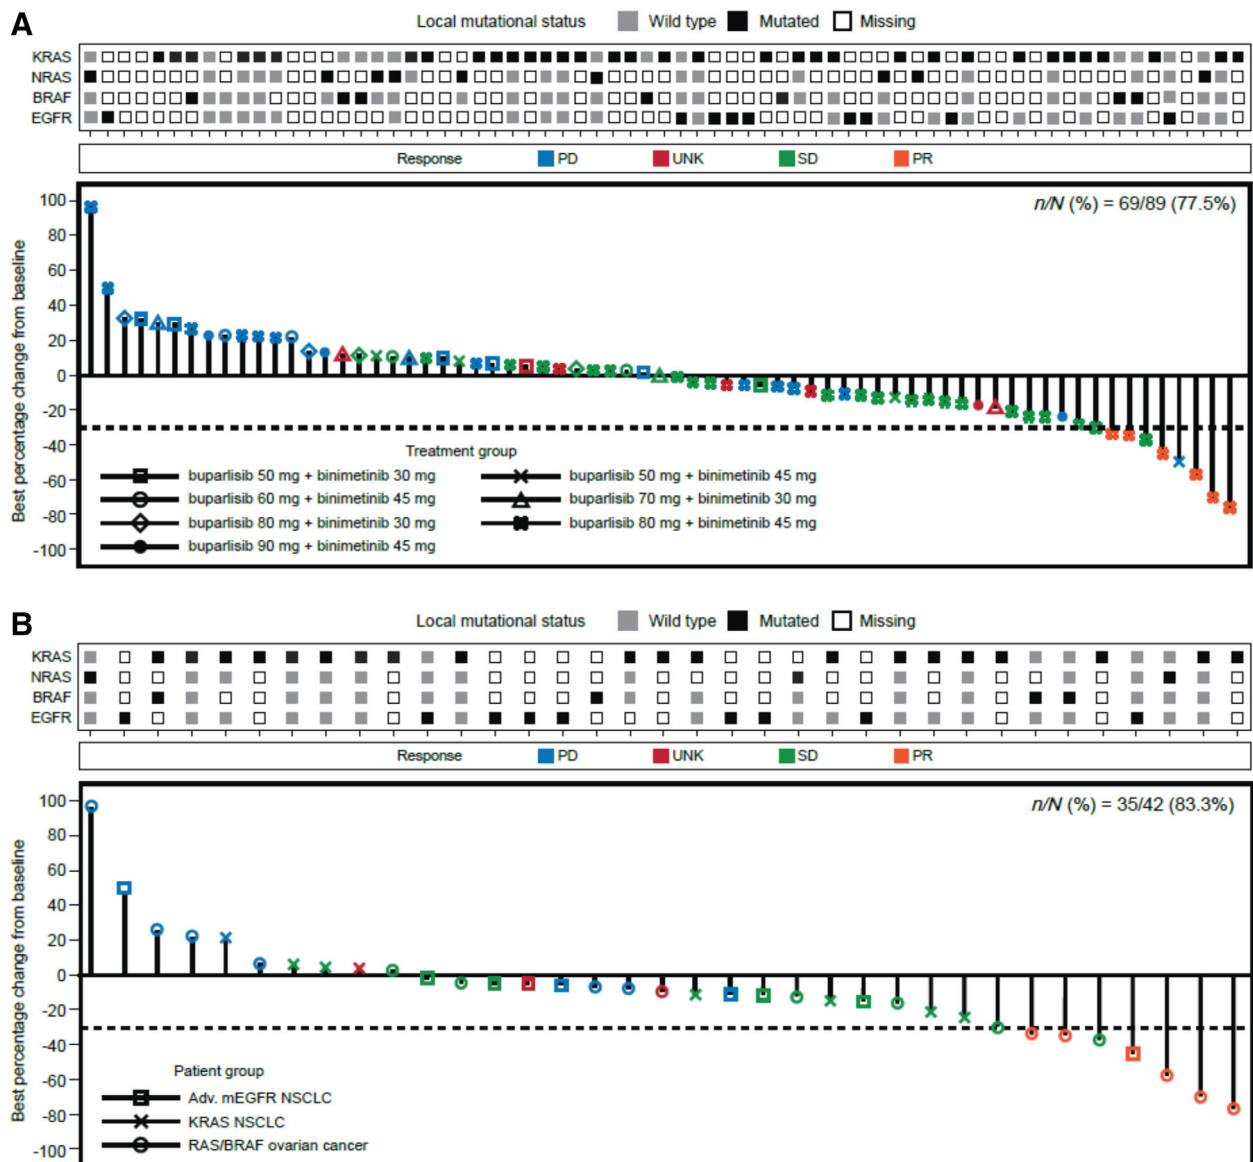 A
Local mutational status Wild type Mutated Missing
KRAS
NRAS
BRAF
EGFR
Response PD UNK SD PR
n/N (%) = 69/89 (77.5%)
Best percentage change from baseline
100
80
60
40
20
0
-20
-40
-60
-80
-100
Treatment group
buparlisib 50 mg + binimetinib 30 mg
buparlisib 60 mg + binimetinib 45 mg
buparlisib 80 mg + binimetinib 30 mg
buparlisib 90 mg + binimetinib 45 mg
buparlisib 50 mg + binimetinib 45 mg
buparlisib 70 mg + binimetinib 30 mg
buparlisib 80 mg + binimetinib 45 mg
B
Local mutational status Wild type Mutated Missing
KRAS
NRAS
BRAF
EGFR
Response PD UNK SD PR
n/N (%) = 35/42 (83.3%)
Best percentage change from baseline
100
80
60
40
20
0
-20
-40
-60
-80
-100
Patient group
Adv. mEGFR NSCLC
KRAS NSCLC
RAS/BRAF ovarian cancer